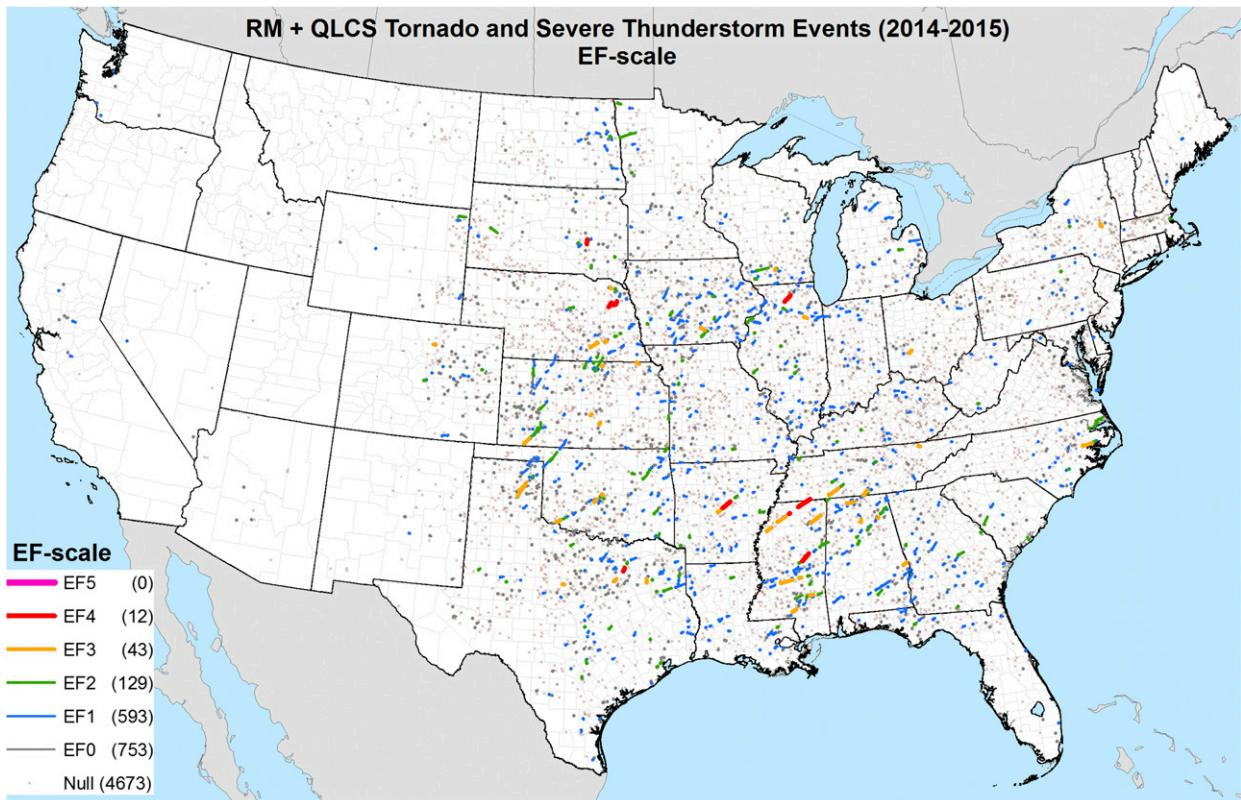 RM + QLCS Tornado and Severe Thunderstorm Events (2014-2015)
EF-scale
EF-scale
EF5 (0)
EF4 (12)
EF3 (43)
EF2 (129)
EF1 (593)
EF0 (753)
Null (4673)